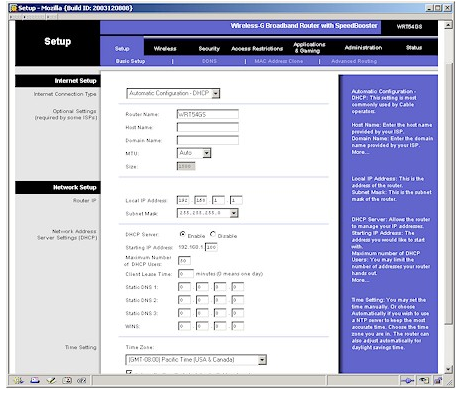 Setup - Mozilla {Build ID: 2003120808}
Wireless-G Broadband Router with SpeedBooster
WRT54GS
Setup
Setup
Wireless
Security
Access Restrictions
Applications & Gaming
Administration
Status
Basic Setup
DDNS
MAC Address Clone
Advanced Routing
Internet Setup
Internet Connection Type
Automatic Configuration - DHCP
Optional Settings
(required by some ISPs)
Router Name: WRT54GS
Host Name:
Domain Name:
MTU: Auto
Size: 1500
Network Setup
Router IP
Local IP Address: 192 . 168 . 1 . 1
Subnet Mask: 255.255.255.0
Network Address
Server Settings (DHCP)
DHCP Server: Enable Disable
Starting IP Address: 192.168.1.100
Maximum Number
of DHCP Users: 50
Client Lease Time: 0 minutes (0 means one day)
Static DNS 1: 0 . 0 . 0 . 0
Static DNS 2: 0 . 0 . 0 . 0
Static DNS 3: 0 . 0 . 0 . 0
WINS: 0 . 0 . 0 . 0
Time Setting
Time Zone:
(GMT-08:00) Pacific Time (USA & Canada)
Automatic Configuration -
DHCP: This setting is most
commonly used by Cable
operators.
Host Name: Enter the host name
provided by your ISP.
Domain Name: Enter the domain
name provided by your ISP.
More...
Local IP Address: This is the
address of the router.
Subnet Mask: This is the subnet
mask of the router.
DHCP Server: Allows the router
to manage your IP addresses.
Starting IP Address: The
address you would like to start
with.
Maximum number of DHCP
Users: You may limit the
number of addresses your router
hands out.
More...
Time Setting: You may set the
time manually. Or choose
Automatically if you wish to use
a NTP server to keep the most
accurate time. Choose the time
zone you are in. The router can
also adjust automatically for
daylight savings time.